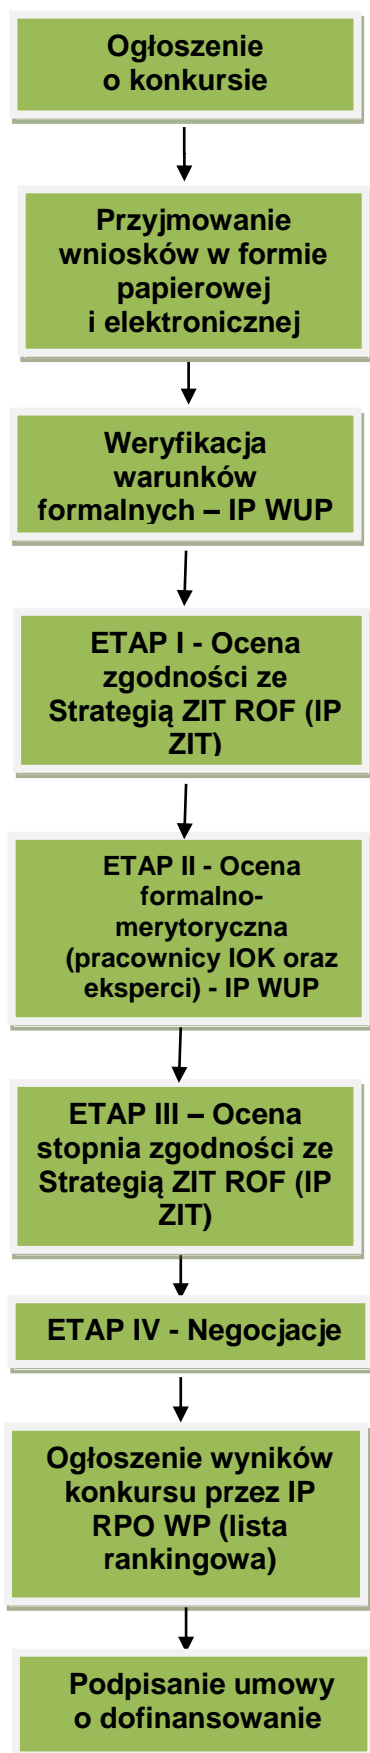 Ogłoszenie
o konkursie
Przyjmowanie
wniosków w formie
papierowej
i elektronicznej
Weryfikacja
warunków
formalnych – IP WUP
ETAP I - Ocena
zgodności ze
Strategią ZIT ROF (IP
ZIT)
ETAP II - Ocena
formalno-
merytoryczna
(pracownicy IOK oraz
eksperci) - IP WUP
ETAP III – Ocena
stopnia zgodności ze
Strategią ZIT ROF (IP
ZIT)
ETAP IV - Negocjacje
Ogłoszenie wyników
konkursu przez IP
RPO WP (lista
rankingowa)
Podpisanie umowy
o dofinansowanie